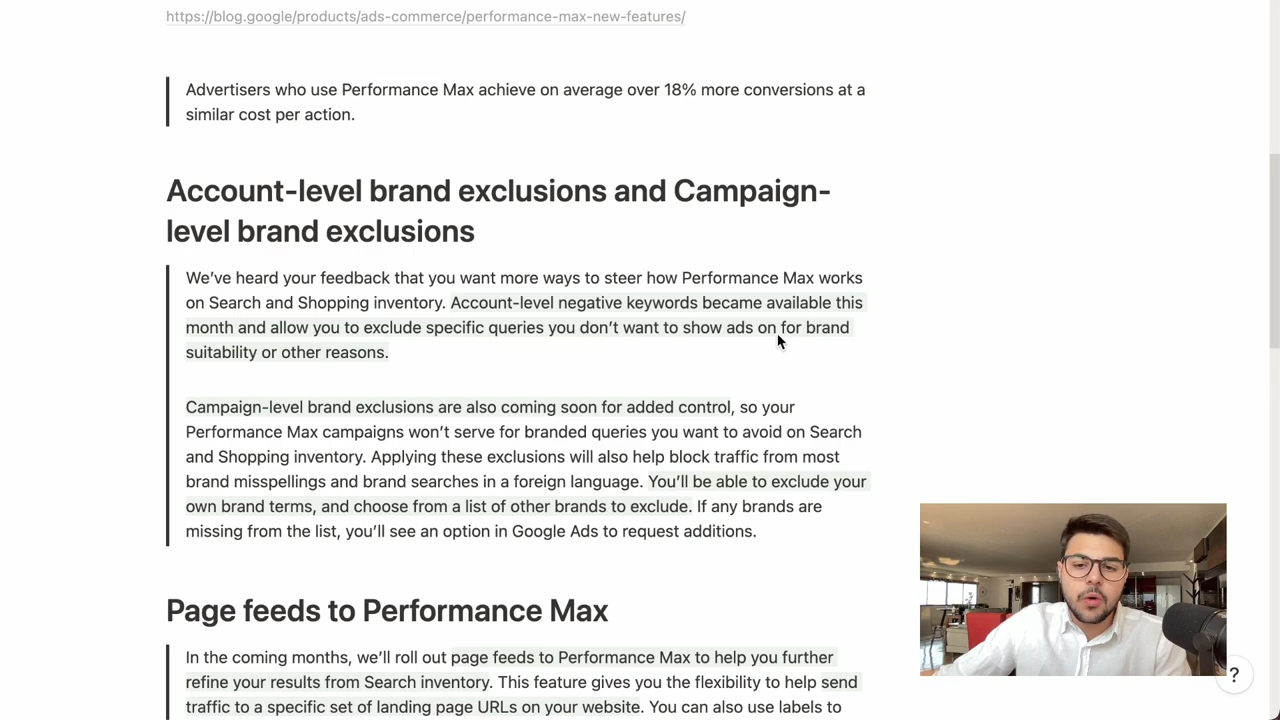 https://blog.google/products/ads-commerce/performance-max-new-features/
Advertisers who use Performance Max achieve on average over 18% more conversions at a
similar cost per action.
Account-level brand exclusions and Campaign-
level brand exclusions
We’ve heard your feedback that you want more ways to steer how Performance Max works
on Search and Shopping inventory. Account-level negative keywords became available this
month and allow you to exclude specific queries you don’t want to show ads on for brand
suitability or other reasons.
Campaign-level brand exclusions are also coming soon for added control, so your
Performance Max campaigns won’t serve for branded queries you want to avoid on Search
and Shopping inventory. Applying these exclusions will also help block traffic from most
brand misspellings and brand searches in a foreign language. You’ll be able to exclude your
own brand terms, and choose from a list of other brands to exclude. If any brands are
missing from the list, you’ll see an option in Google Ads to request additions.
Page feeds to Performance Max
In the coming months, we’ll roll out page feeds to Performance Max to help you further
refine your results from Search inventory. This feature gives you the flexibility to help send
traffic to a specific set of landing page URLs on your website. You can also use labels to
?